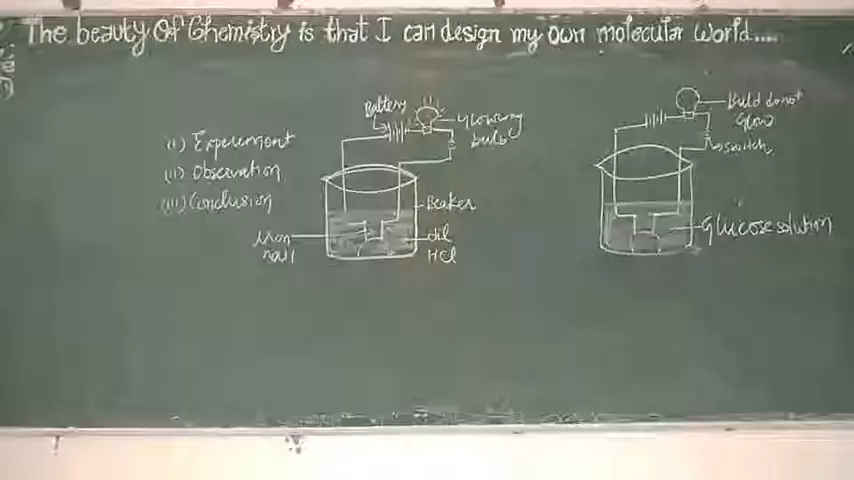 The beauty Of Chemistry is that I can design my own molecular world....
(i) Experiment
(ii) Observation
(iii) Conclusion
Battery
Glowing
bulb
Beaker
Iron
nail
dil
HCl
Bulb do not
Glow
switch
Glucose solution